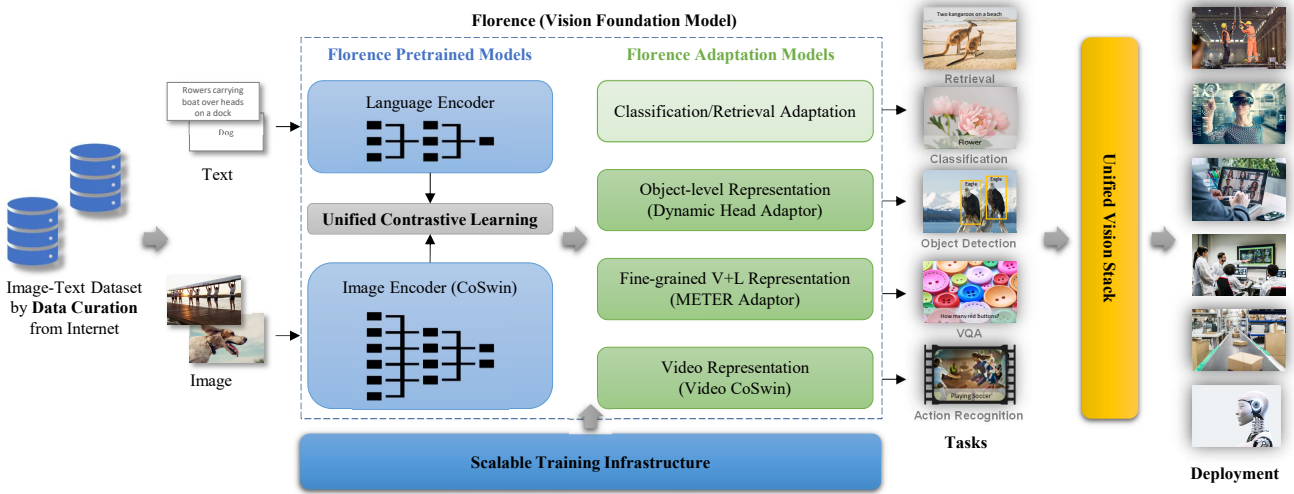 Florence (Vision Foundation Model)
Florence Pretrained Models
Florence Adaptation Models
Rowers carrying
boat over heads
on a dock
Dog
Text
Image-Text Dataset
by Data Curation
from Internet
Image
Language Encoder
Unified Contrastive Learning
Image Encoder (CoSwin)
Classification/Retrieval Adaptation
Object-level Representation
(Dynamic Head Adaptor)
Fine-grained V+L Representation
(METER Adaptor)
Video Representation
(Video CoSwin)
Scalable Training Infrastructure
Two kangaroos on a beach
Retrieval
Flower
Classification
Eagle
Eagle
Object Detection
How many red buttons?
VQA
Playing Soccer
Action Recognition
Tasks
Unified Vision Stack
Deployment